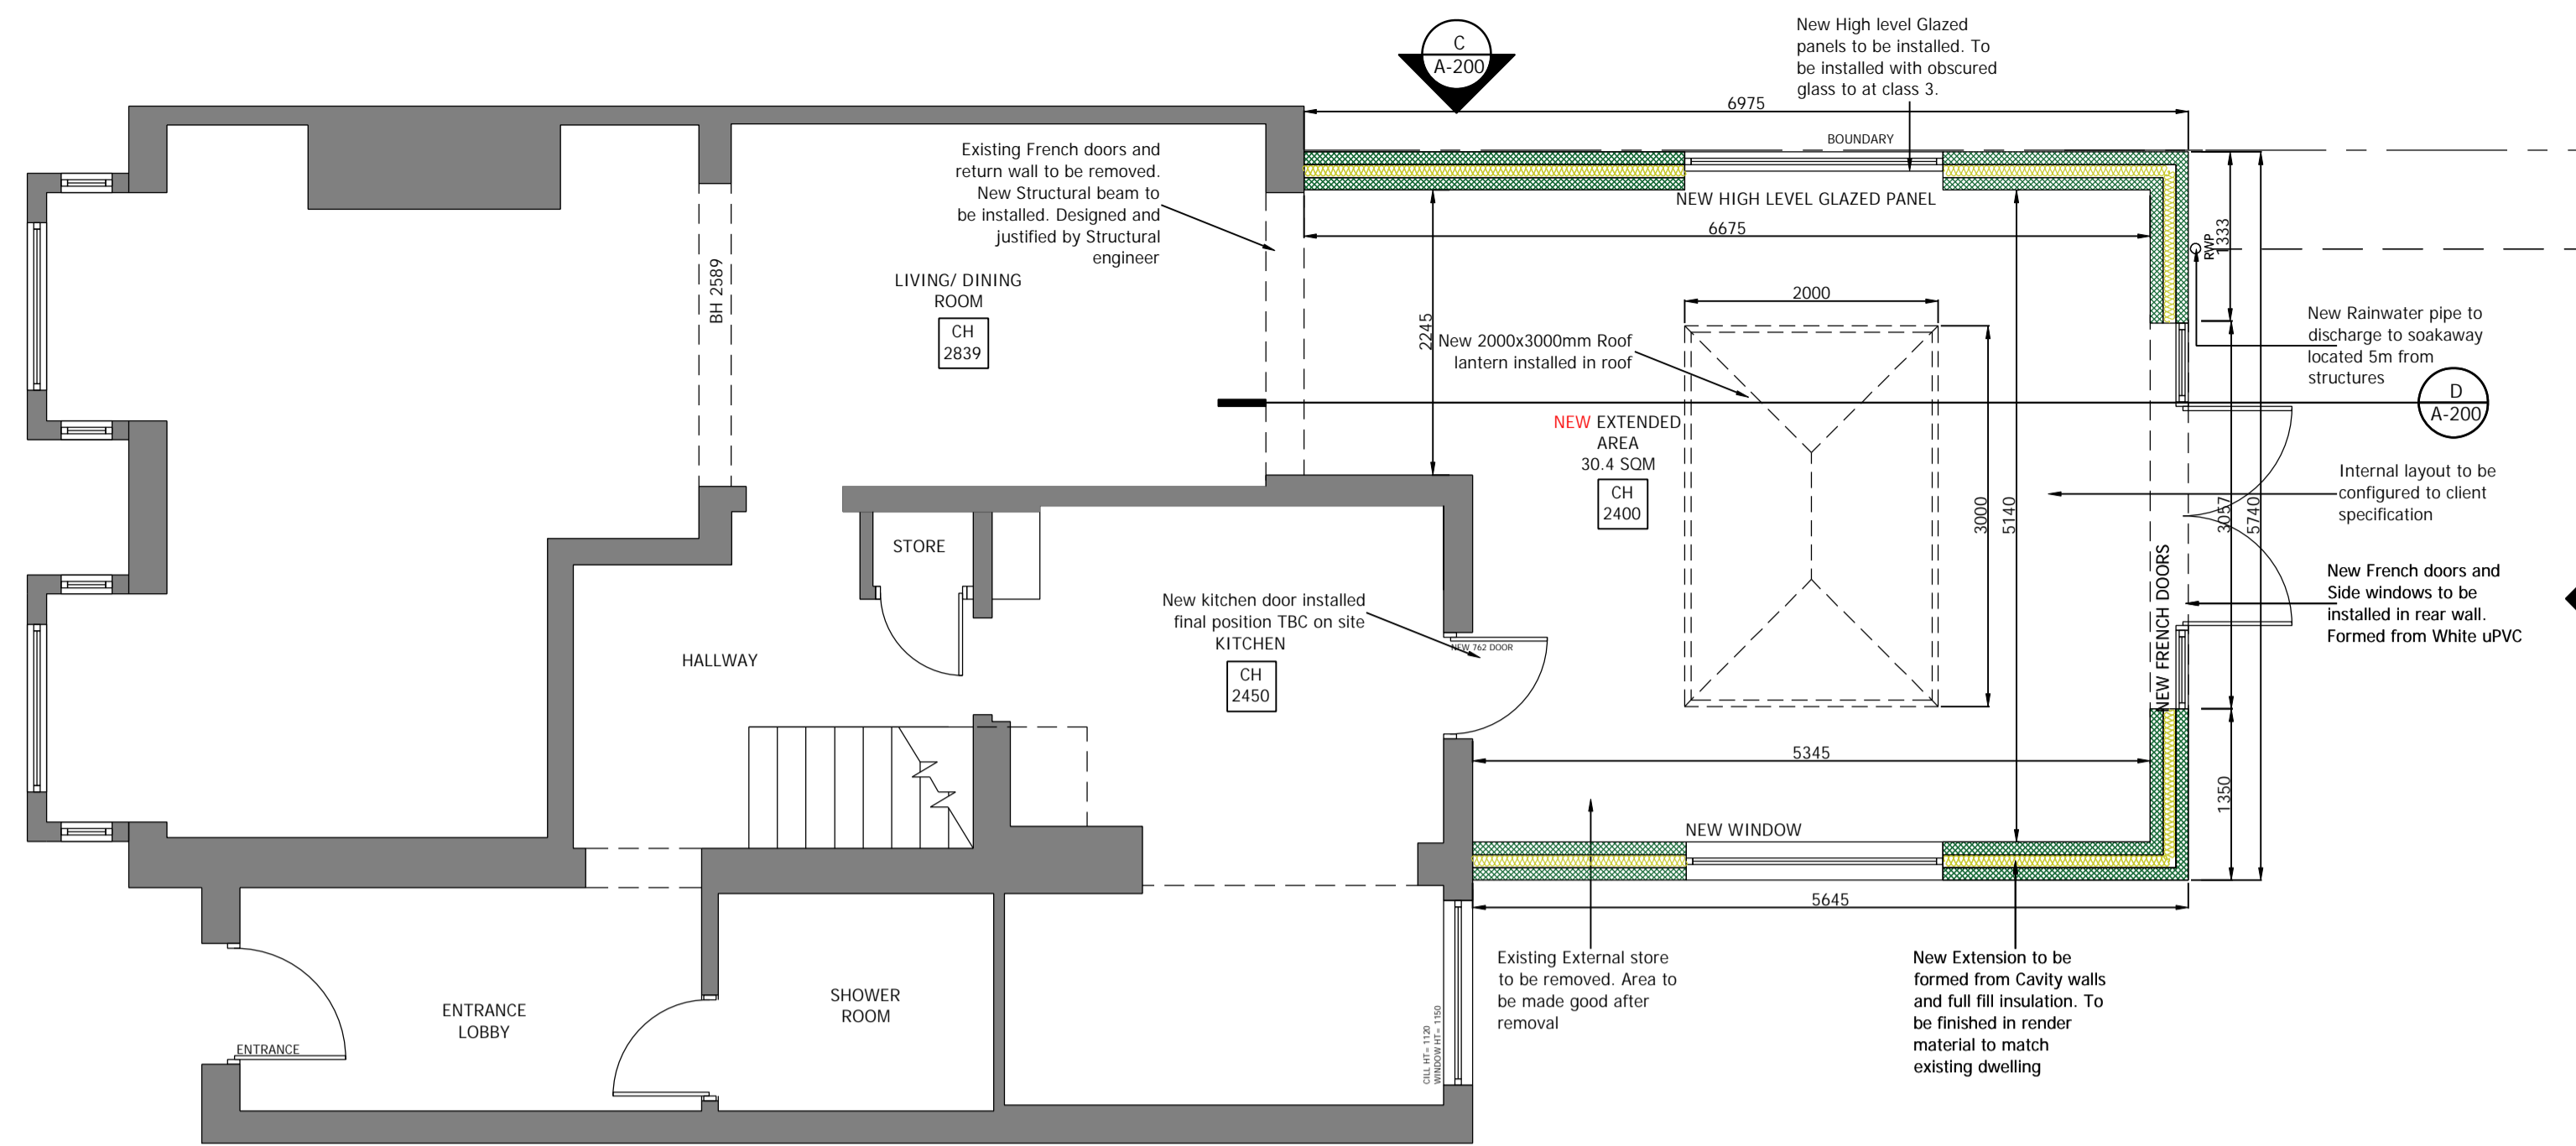 C
A-200
New High level Glazed
panels to be installed. To
be installed with obscured
glass to at class 3.
6975
BOUNDARY
Existing French doors and
return wall to be removed.
New Structural beam to
be installed. Designed and
justified by Structural
engineer
NEW HIGH LEVEL GLAZED PANEL
6675
1333
RWP
BH 2589
LIVING/ DINING
ROOM
CH
2839
2245
2000
New 2000x3000mm Roof
lantern installed in roof
New Rainwater pipe to
discharge to soakaway
located 5m from
structures
D
A-200
NEW EXTENDED
AREA
30.4 SQM
CH
2400
3000
5140
3057
5740
Internal layout to be
configured to client
specification
STORE
New kitchen door installed
final position TBC on site
KITCHEN
CH
2450
NEW 762 DOOR
HALLWAY
NEW FRENCH DOORS
New French doors and
Side windows to be
installed in rear wall.
Formed from White uPVC
5345
1350
NEW WINDOW
5645
Existing External store
to be removed. Area to
be made good after
removal
New Extension to be
formed from Cavity walls
and full fill insulation. To
be finished in render
material to match
existing dwelling
ENTRANCE
LOBBY
ENTRANCE
SHOWER
ROOM
CILL HT= 1120
WINDOW HT= 1150